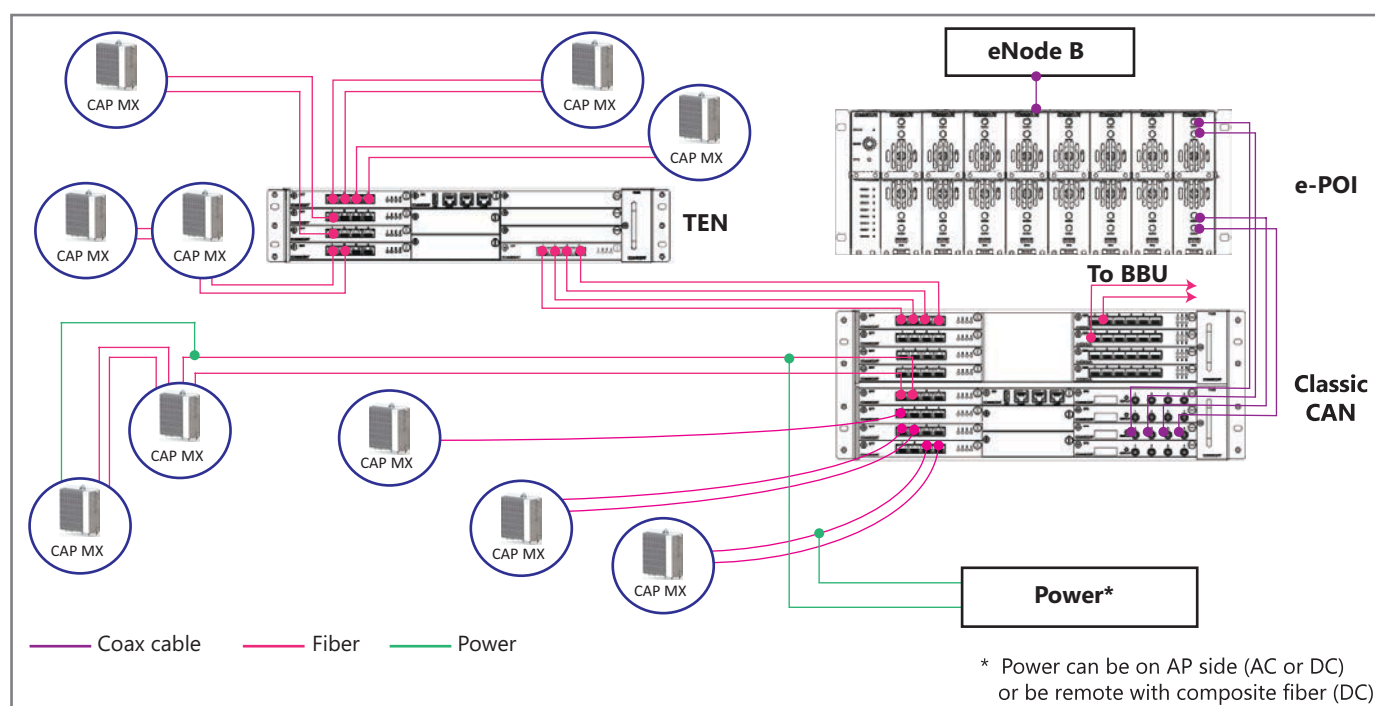 eNode B
CAP MX
CAP MX
CAP MX
e-POI
TEN
CAP MX
CAP MX
To BBU
Classic
CAN
CAP MX
CAP MX
CAP MX
CAP MX
CAP MX
Power*
Coax cable
Fiber
Power
* Power can be on AP side (AC or DC)
or be remote with composite fiber (DC)